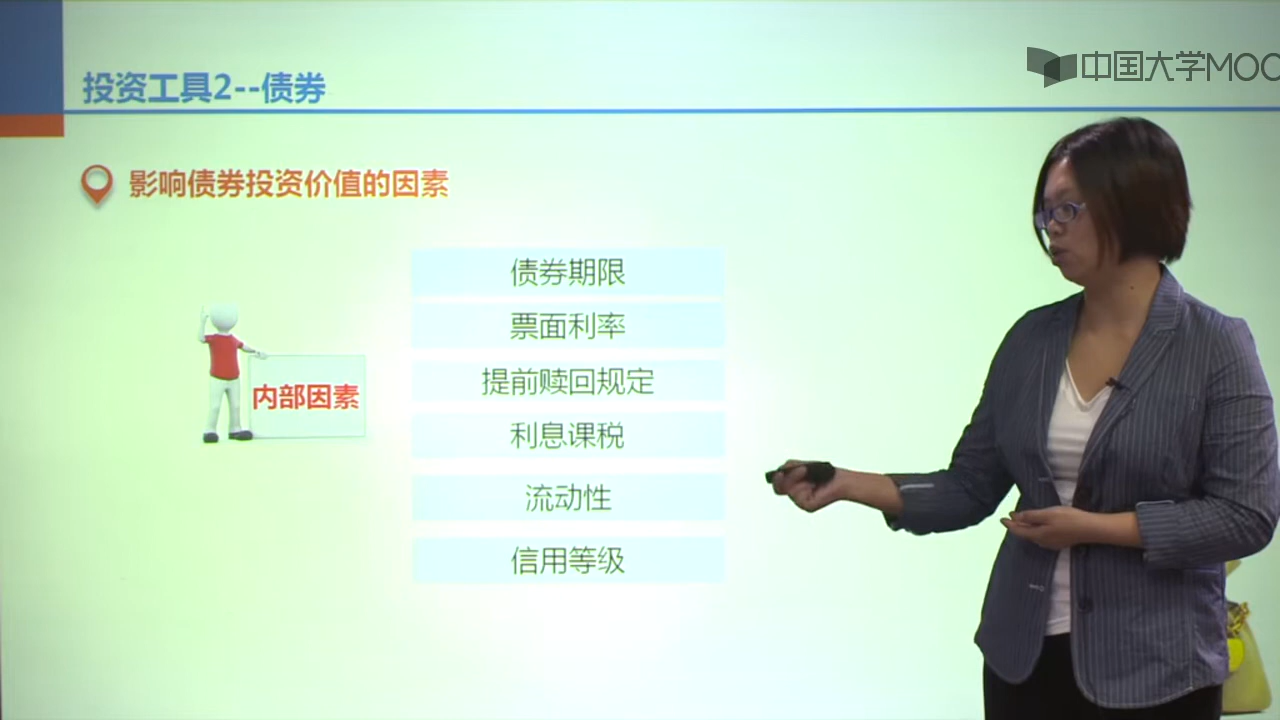 中国大学MOC
投资工具2--债券
影响债券投资价值的因素
债券期限
票面利率
提前赎回规定
内部因素
利息课税
流动性
信用等级